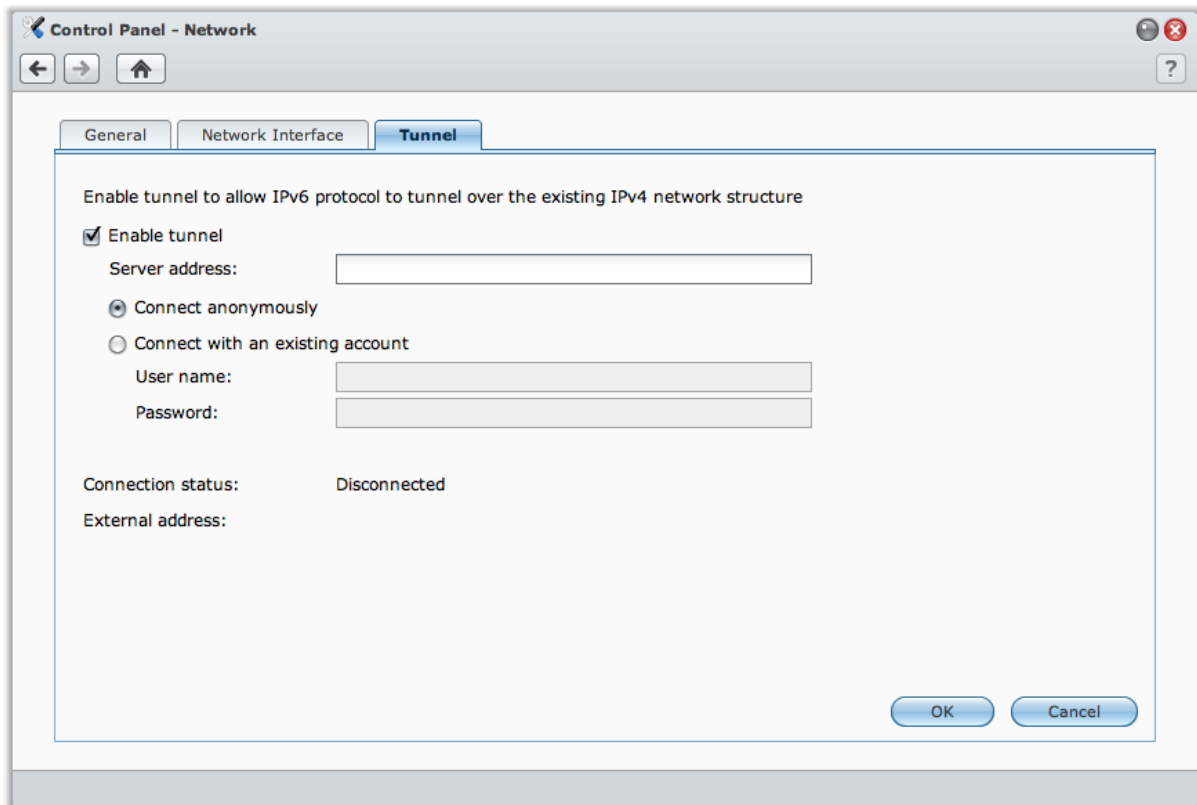 Control Panel - Network
?
General
Network Interface
Tunnel
Enable tunnel to allow IPv6 protocol to tunnel over the existing IPv4 network structure
Enable tunnel
Server address:
Connect anonymously
Connect with an existing account
User name:
Password:
Connection status: Disconnected
External address:
OK
Cancel